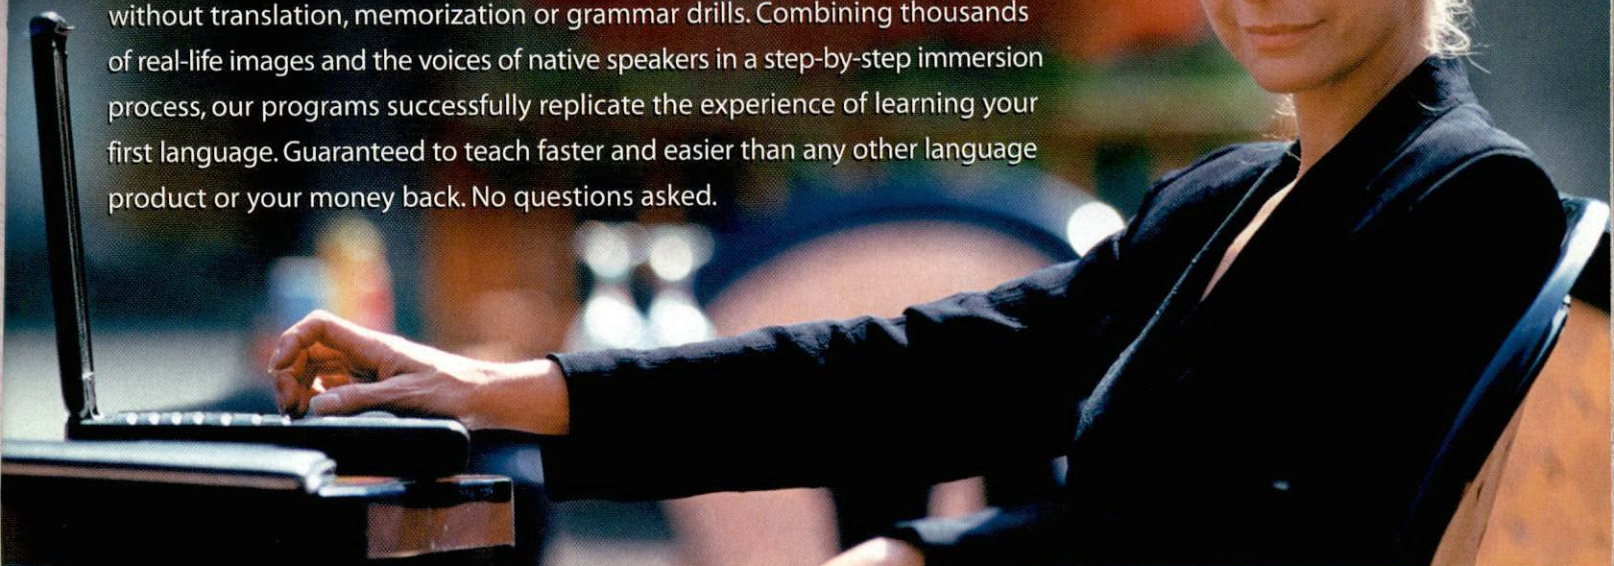 without translation, memorization or grammar drills. Combining thousands
of real-life images and the voices of native speakers in a step-by-step immersion
process, our programs successfully replicate the experience of learning your
first language. Guaranteed to teach faster and easier than any other language
product or your money back. No questions asked.